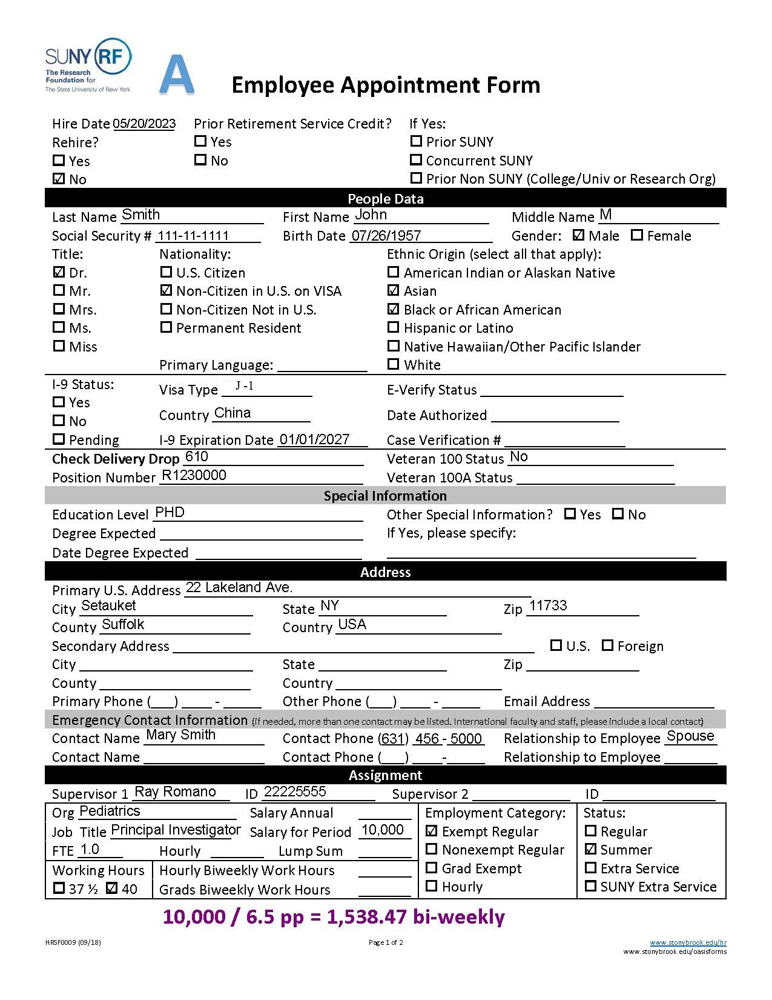 SUNY RF
The Research
Foundation for
The State University of New York
A
Employee Appointment Form
Hire Date 05/20/2023 Prior Retirement Service Credit? If Yes:
Rehire? ☐ Yes ☐ Prior SUNY
☐ Yes ☐ No ☐ Concurrent SUNY
☑ No ☐ Prior Non SUNY (College/Univ or Research Org)
People Data
Last Name Smith First Name John Middle Name M
Social Security # 111-11-1111 Birth Date 07/26/1957 Gender: ☑ Male ☐ Female
Title: Nationality: Ethnic Origin (select all that apply):
☑ Dr. ☐ U.S. Citizen ☐ American Indian or Alaskan Native
☐ Mr. ☑ Non-Citizen in U.S. on VISA ☑ Asian
☐ Mrs. ☐ Non-Citizen Not in U.S. ☑ Black or African American
☐ Ms. ☐ Permanent Resident ☐ Hispanic or Latino
☐ Miss ☐ Native Hawaiian/Other Pacific Islander
Primary Language: ____________ ☐ White
I-9 Status: Visa Type J -1 E-Verify Status ____________
☐ Yes
☐ No Country China Date Authorized ____________
☐ Pending I-9 Expiration Date 01/01/2027 Case Verification # ____________
Check Delivery Drop 610 Veteran 100 Status No
Position Number R1230000 Veteran 100A Status ____________
Special Information
Education Level PHD Other Special Information? ☐ Yes ☐ No
Degree Expected ____________ If Yes, please specify:
Date Degree Expected ____________
Address
Primary U.S. Address 22 Lakeland Ave.
City Setauket State NY Zip 11733
County Suffolk Country USA
Secondary Address ____________ ☐ U.S. ☐ Foreign
City ____________ State ____________ Zip ____________
County ____________ Country ____________
Primary Phone (___) ____ - _____ Other Phone (___) ____ - _____ Email Address ____________
Emergency Contact Information (if needed, more than one contact may be listed. International faculty and staff, please include a local contact)
Contact Name Mary Smith Contact Phone (631) 456 - 5000 Relationship to Employee Spouse
Contact Name ____________ Contact Phone (___) ____-_____ Relationship to Employee _______
Assignment
Supervisor 1 Ray Romano ID 22225555 Supervisor 2 ____________ ID ____________
Org Pediatrics Salary Annual _______ Employment Category: Status:
Job Title Principal Investigator Salary for Period 10,000 ☑ Exempt Regular ☐ Regular
FTE 1.0 Hourly _______ Lump Sum _______ ☐ Nonexempt Regular ☑ Summer
Working Hours Hourly Biweekly Work Hours _______ ☐ Grad Exempt ☐ Extra Service
☐ 37 ½ ☑ 40 Grads Biweekly Work Hours _______ ☐ Hourly ☐ SUNY Extra Service
10,000 / 6.5 pp = 1,538.47 bi-weekly
HRSF0009 (09/18) Page 1 of 2 www.stonybrook.edu/hr
www.stonybrook.edu/oasisforms